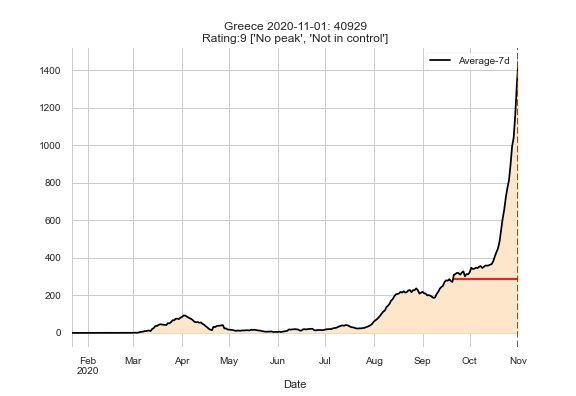 Greece 2020-11-01: 40929
Rating:9 ['No peak', 'Not in control']
Average-7d
1400
1200
1000
800
600
400
200
0
Feb Mar Apr May Jun Jul Aug Sep Oct Nov
2020
Date